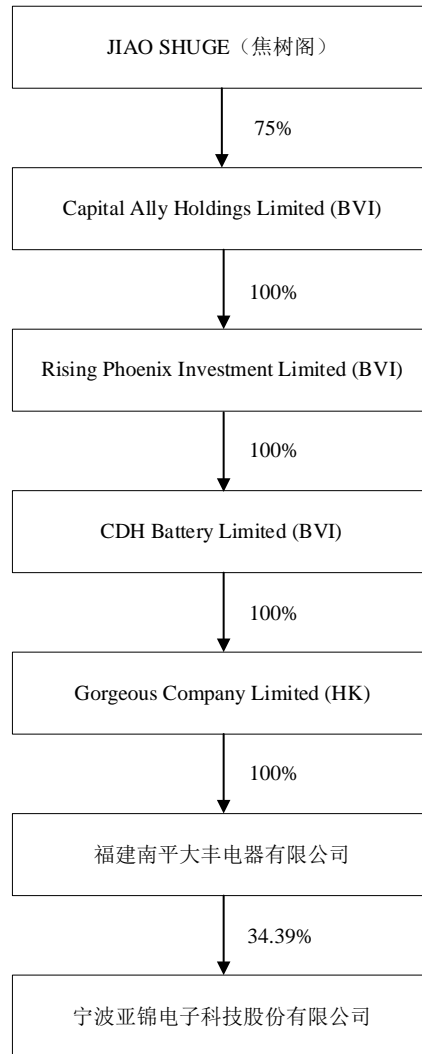 JIAO SHUGE（焦树阁）
75%
Capital Ally Holdings Limited (BVI)
100%
Rising Phoenix Investment Limited (BVI)
100%
CDH Battery Limited (BVI)
100%
Gorgeous Company Limited (HK)
100%
福建南平大丰电器有限公司
34.39%
宁波亚锦电子科技股份有限公司